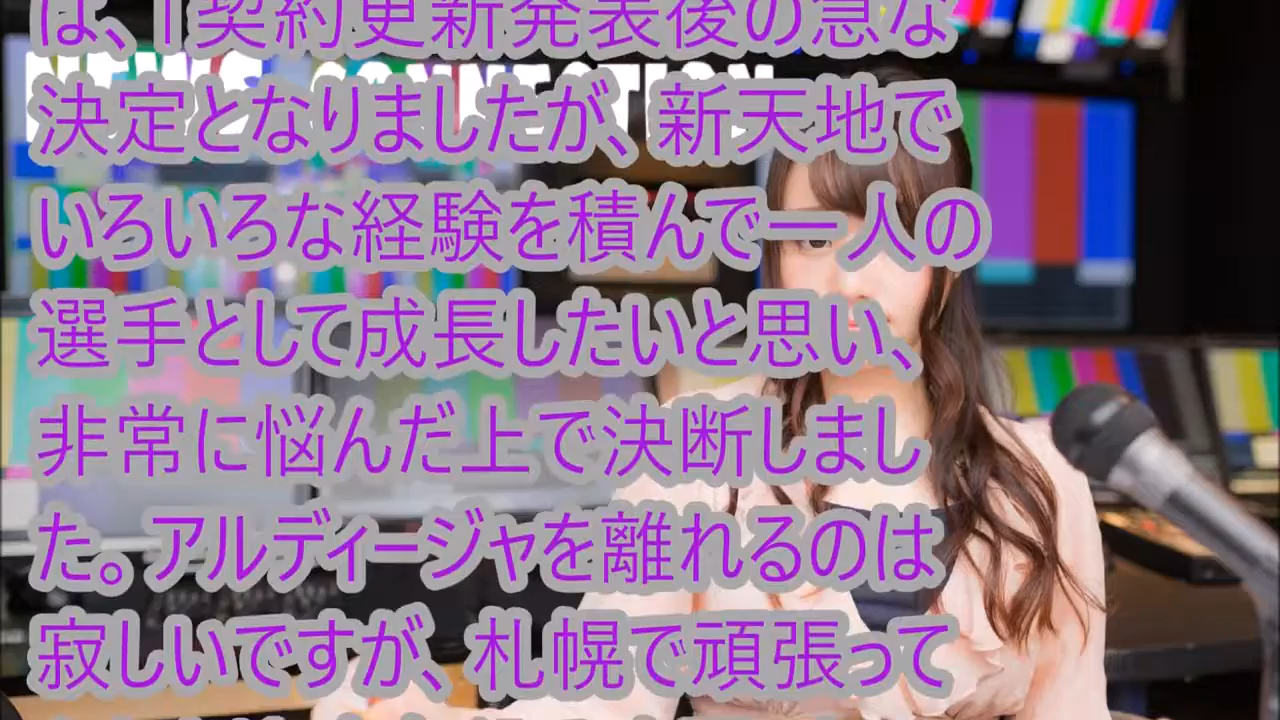 は、「契約更新発表後の急な
NEWS CONNECTION
決定となりましたが、新天地で
いろいろな経験を積んで一人の
選手として成長したいと思い、
非常に悩んだ上で決断しまし
た。アルディージャを離れるのは
寂しいですが、札幌で頑張って